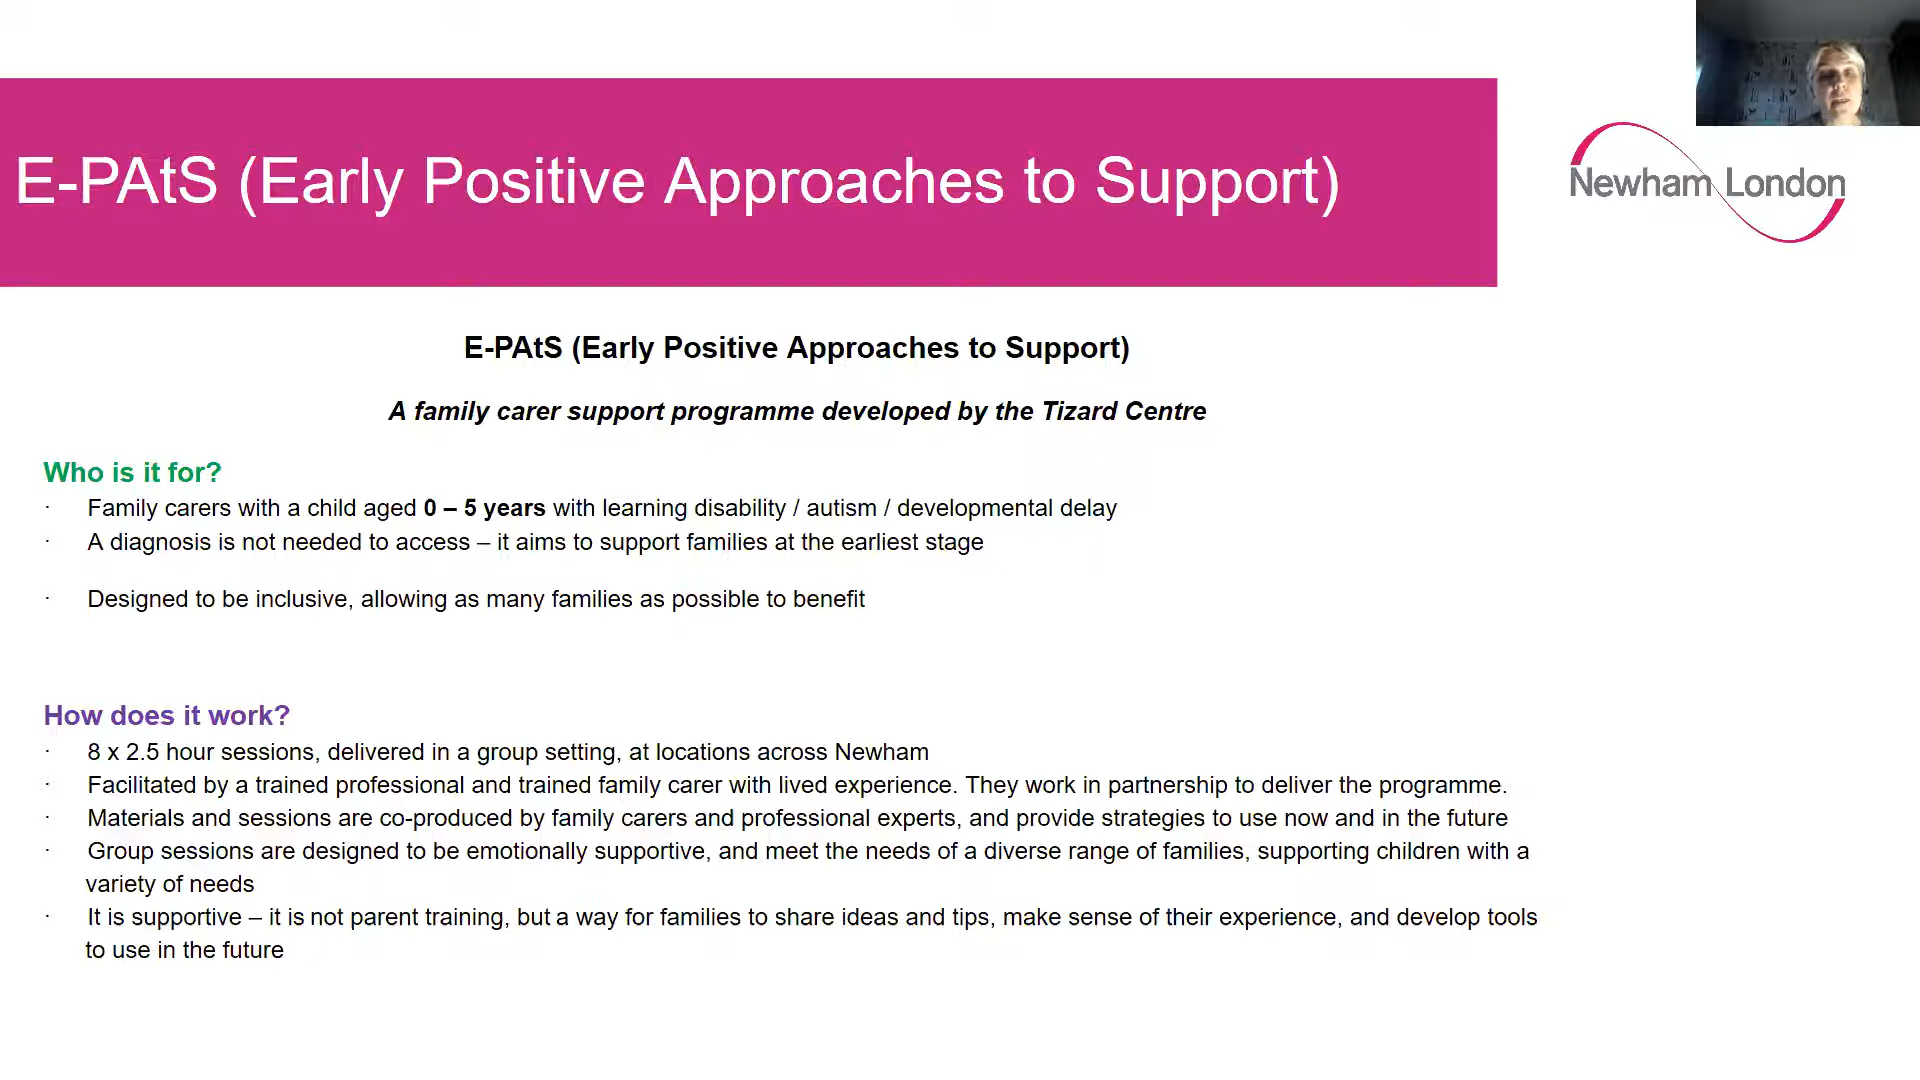 E-PAtS (Early Positive Approaches to Support)
Newham London
E-PAtS (Early Positive Approaches to Support)
A family carer support programme developed by the Tizard Centre
Who is it for?
· Family carers with a child aged 0 – 5 years with learning disability / autism / developmental delay
· A diagnosis is not needed to access – it aims to support families at the earliest stage
· Designed to be inclusive, allowing as many families as possible to benefit
How does it work?
· 8 x 2.5 hour sessions, delivered in a group setting, at locations across Newham
· Facilitated by a trained professional and trained family carer with lived experience. They work in partnership to deliver the programme.
· Materials and sessions are co-produced by family carers and professional experts, and provide strategies to use now and in the future
· Group sessions are designed to be emotionally supportive, and meet the needs of a diverse range of families, supporting children with a
variety of needs
· It is supportive – it is not parent training, but a way for families to share ideas and tips, make sense of their experience, and develop tools
to use in the future